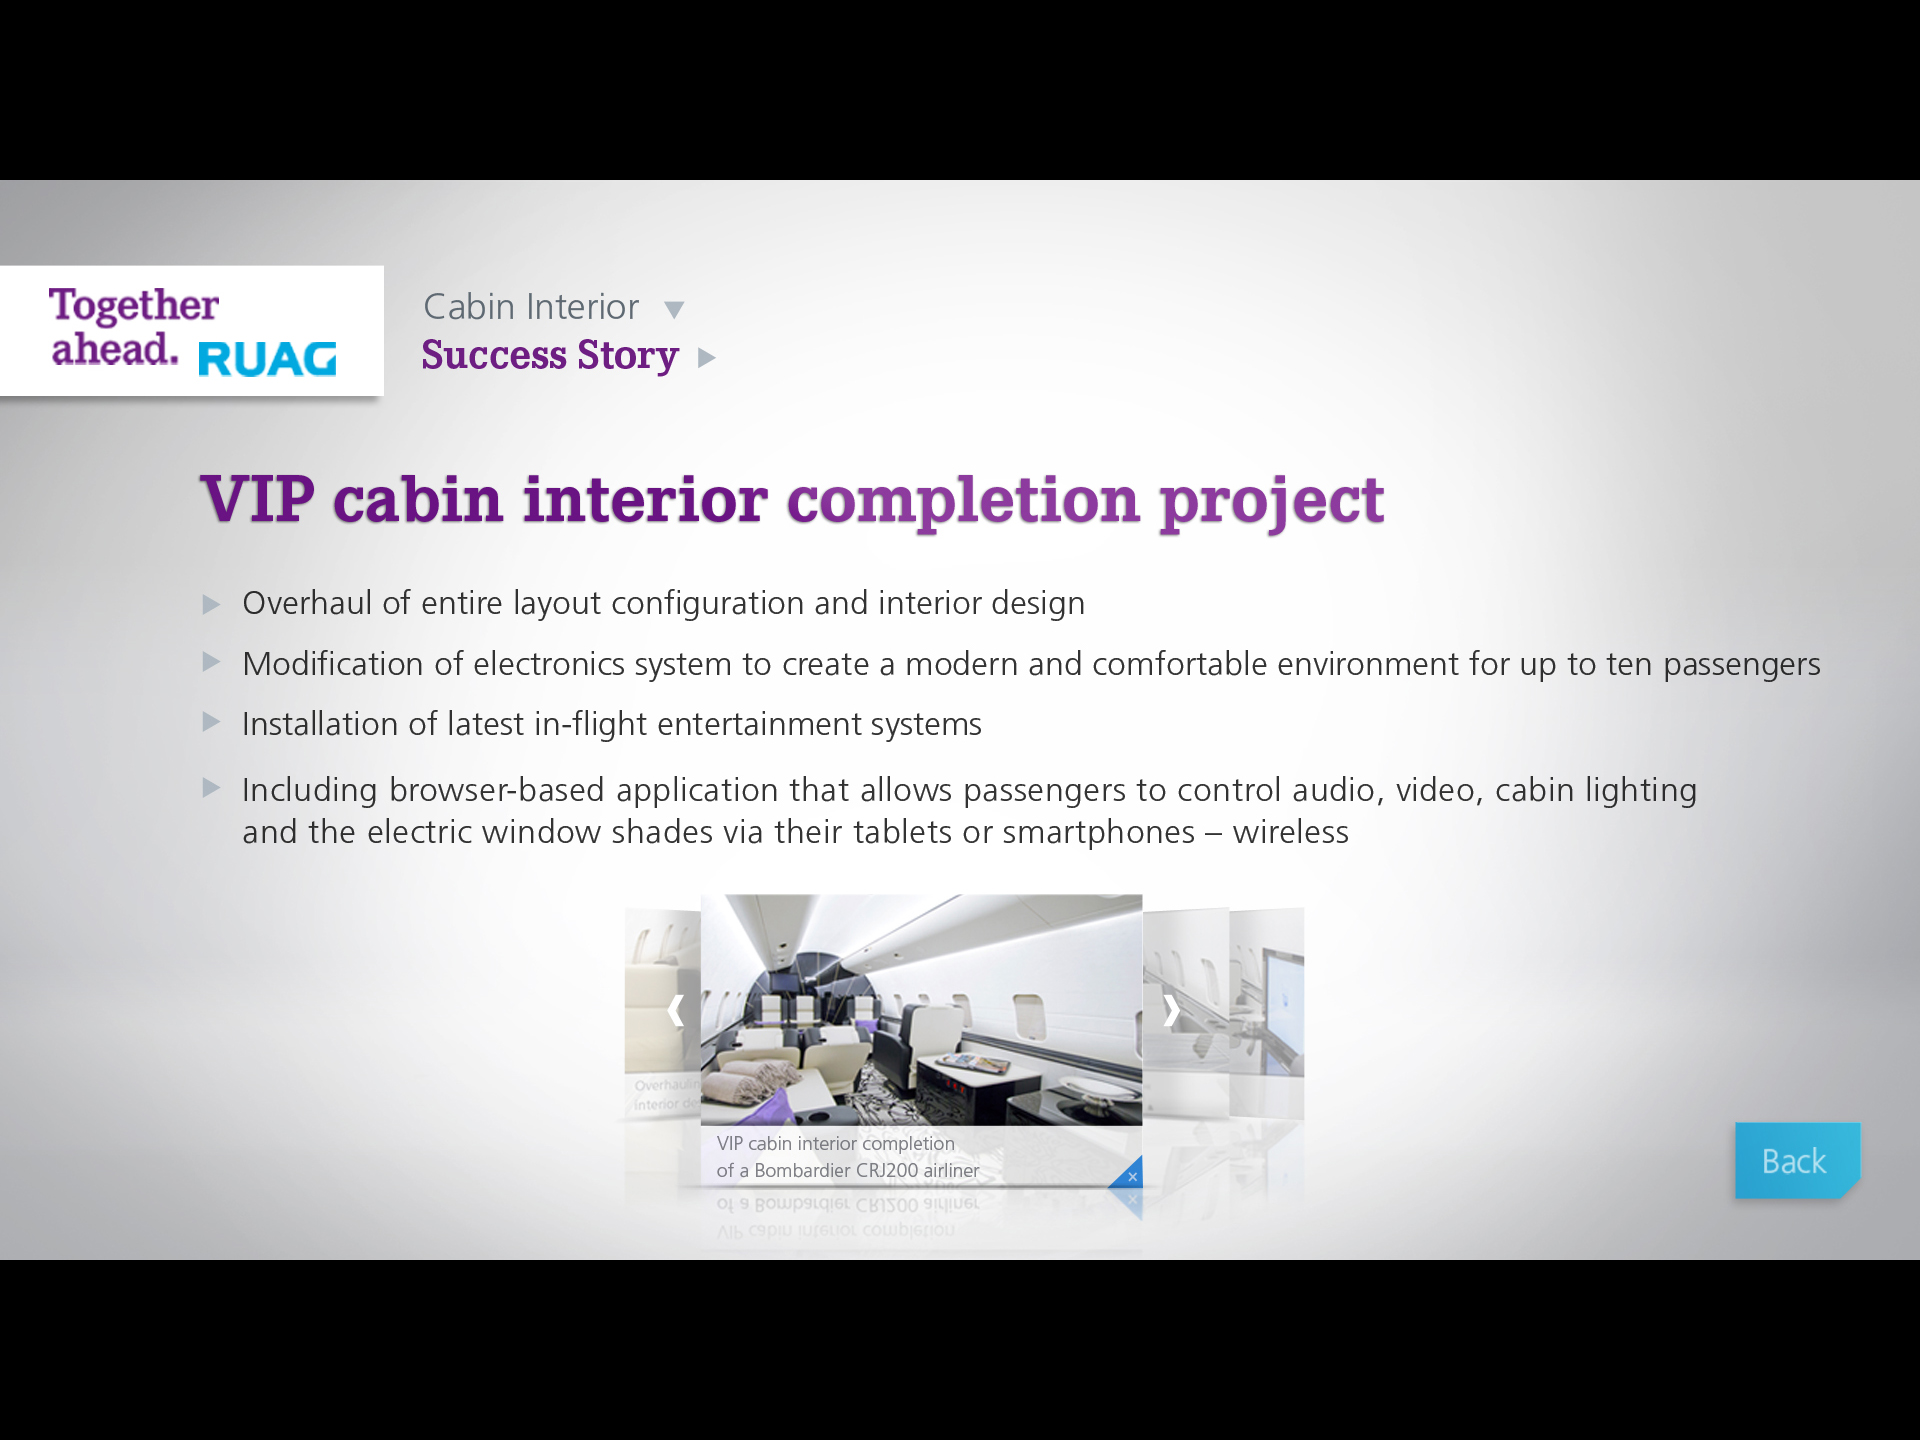 Together
ahead. RUAG
Cabin Interior
Success Story
VIP cabin interior completion project
Overhaul of entire layout configuration and interior design
Modification of electronics system to create a modern and comfortable environment for up to ten passengers
Installation of latest in-flight entertainment systems
Including browser-based application that allows passengers to control audio, video, cabin lighting
and the electric window shades via their tablets or smartphones – wireless
Interior
VIP cabin interior completion
of a Bombardier CRJ200 airliner
Back